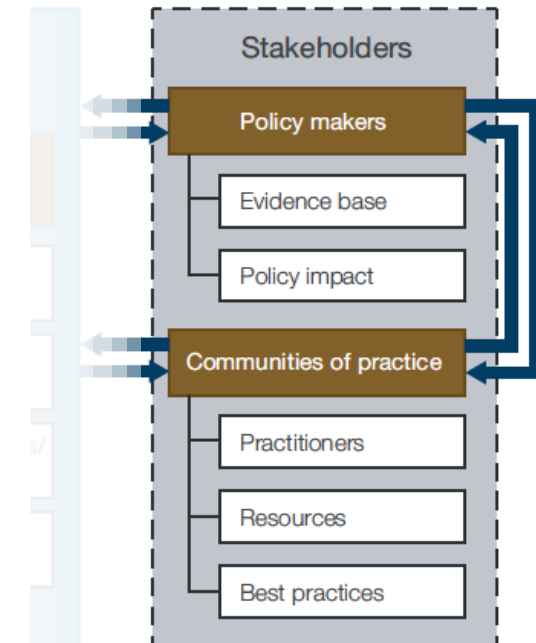 Stakeholders
Policy makers
Evidence base
Policy impact
Communities of practice
Practitioners
Resources
Best practices